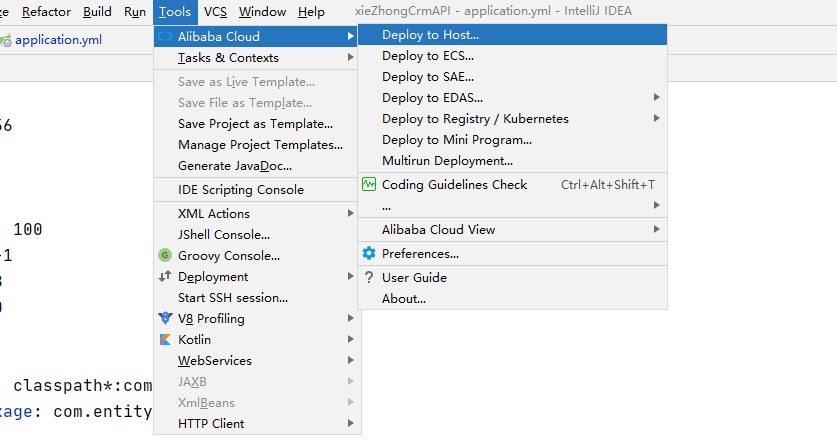 ze Refactor Build Run Tools VCS Window Help xieZhongCrmAPI - application.yml - IntelliJ IDEA
application.yml
56
100
-1
classpath*:com
kage: com.entity
Alibaba Cloud
Tasks & Contexts
Save as Live Template...
Save File as Template...
Save Project as Template...
Manage Project Templates...
Generate JavaDoc...
IDE Scripting Console
XML Actions
JShell Console...
G Groovy Console...
Deployment
Start SSH session...
V8 Profiling
Kotlin
WebServices
JAXB
XmlBeans
HTTP Client
Deploy to Host...
Deploy to ECS...
Deploy to SAE...
Deploy to EDAS...
Deploy to Registry / Kubernetes
Deploy to Mini Program...
Multirun Deployment...
Coding Guidelines Check Ctrl+Alt+Shift+T
...
Alibaba Cloud View
Preferences...
? User Guide
About...